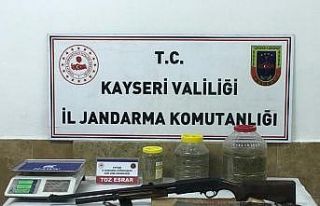 T.C.
KAYSERİ VALİLİĞİ
İL JANDARMA KOMUTANLIĞI
TOZ ESRAR